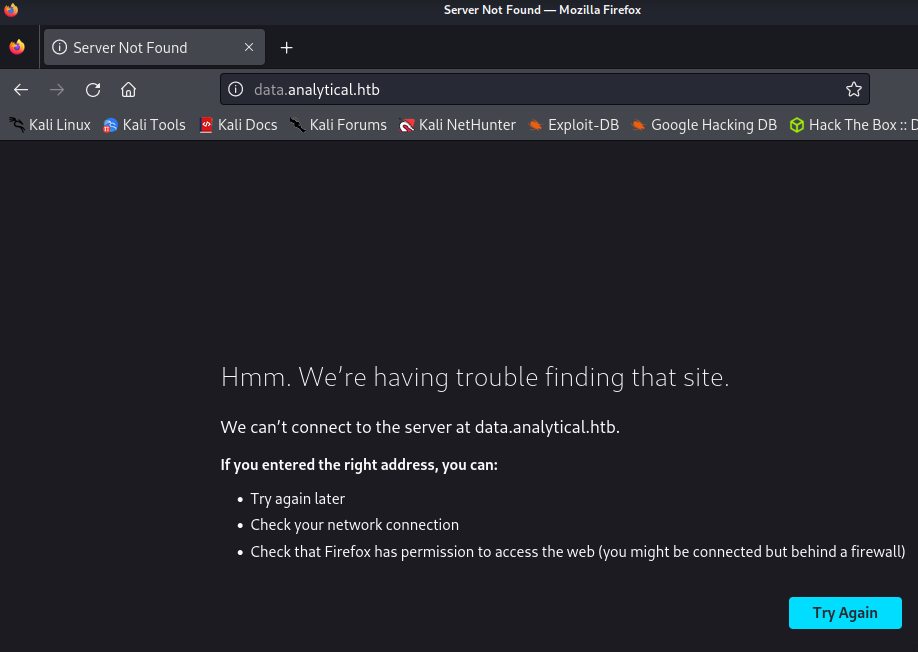 Server Not Found — Mozilla Firefox
Server Not Found
data.analytical.htb
Kali Linux Kali Tools Kali Docs Kali Forums Kali NetHunter Exploit-DB Google Hacking DB Hack The Box :: D
Hmm. We’re having trouble finding that site.
We can’t connect to the server at data.analytical.htb.
If you entered the right address, you can:
• Try again later
• Check your network connection
• Check that Firefox has permission to access the web (you might be connected but behind a firewall)
Try Again